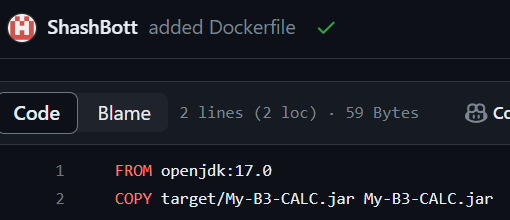 ShashBott added Dockerfile
Code Blame 2 lines (2 loc) · 59 Bytes
1 FROM openjdk:17.0
2 COPY target/My-B3-CALC.jar My-B3-CALC.jar